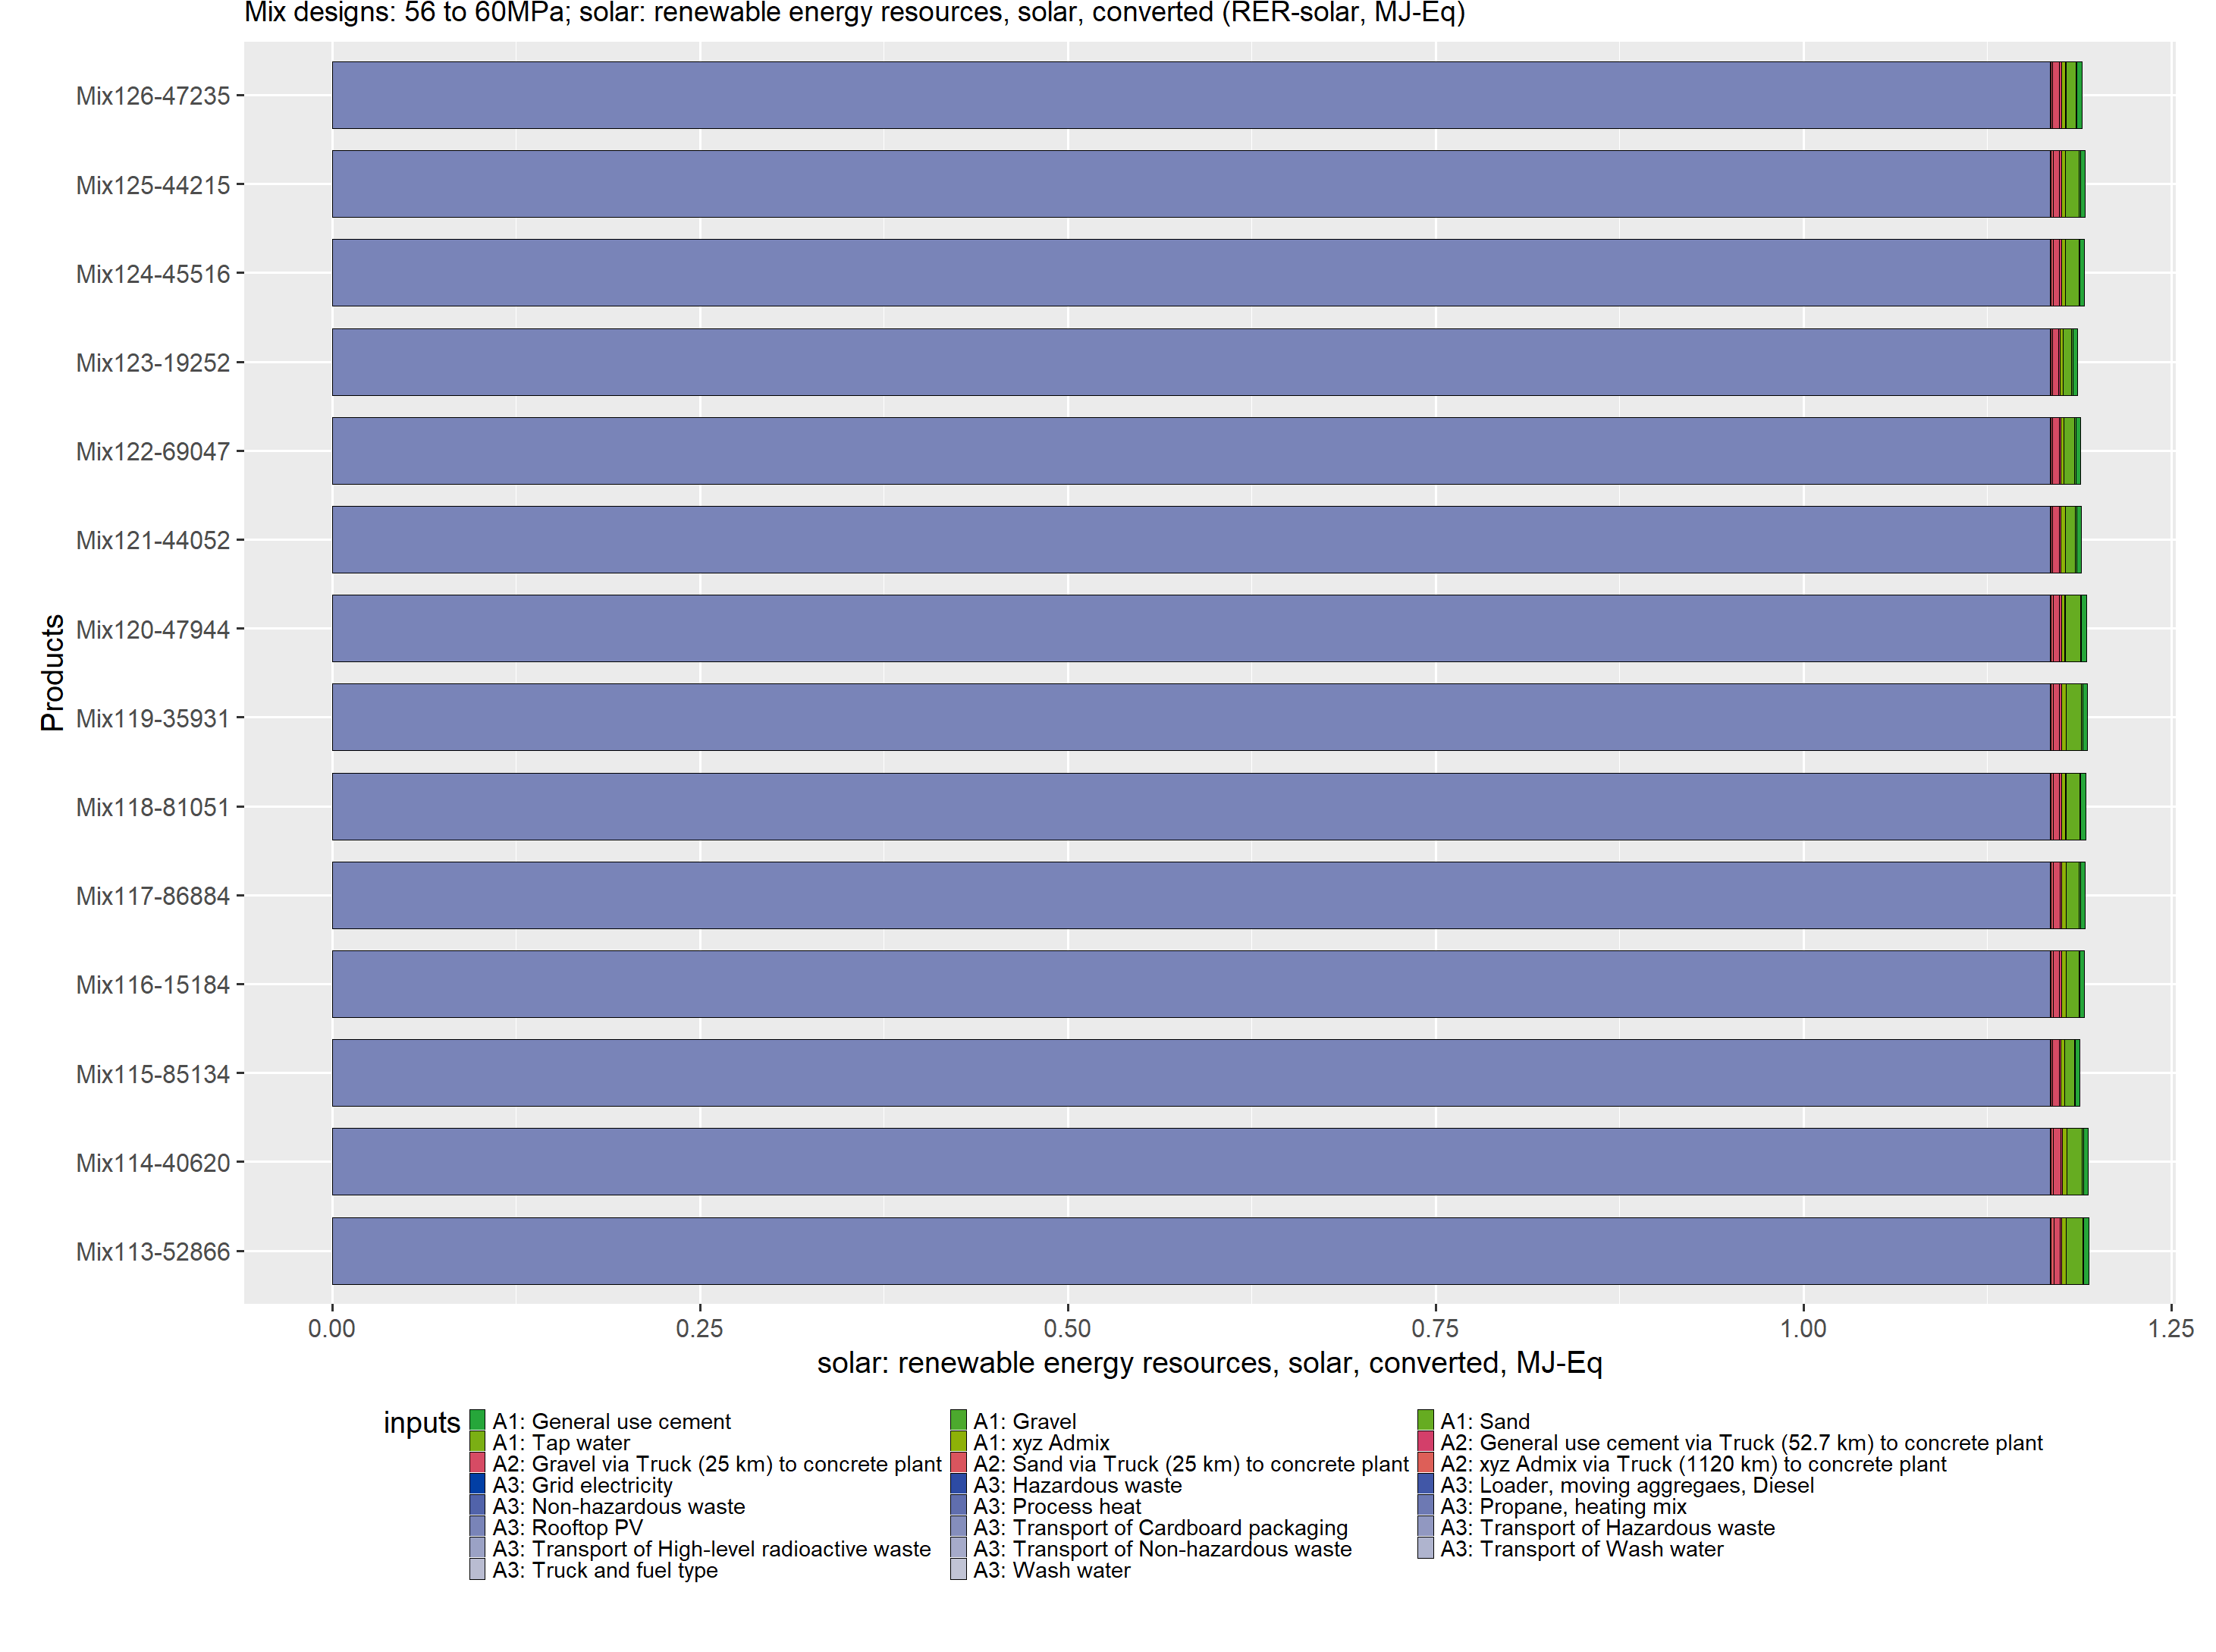 Mix designs: 56 to 60MPa; solar: renewable energy resources, solar, converted (RER-solar, MJ-Eq)
Products
Mix126-47235
Mix125-44215
Mix124-45516
Mix123-19252
Mix122-69047
Mix121-44052
Mix120-47944
Mix119-35931
Mix118-81051
Mix117-86884
Mix116-15184
Mix115-85134
Mix114-40620
Mix113-52866
0.00 0.25 0.50 0.75 1.00 1.25
solar: renewable energy resources, solar, converted, MJ-Eq
inputs
A1: General use cement A1: Gravel A1: Sand
A1: Tap water A1: xyz Admix A2: General use cement via Truck (52.7 km) to concrete plant
A2: Gravel via Truck (25 km) to concrete plant A2: Sand via Truck (25 km) to concrete plant A2: xyz Admix via Truck (1120 km) to concrete plant
A3: Grid electricity A3: Hazardous waste A3: Loader, moving aggregaes, Diesel
A3: Non-hazardous waste A3: Process heat A3: Propane, heating mix
A3: Rooftop PV A3: Transport of Cardboard packaging A3: Transport of Hazardous waste
A3: Transport of High-level radioactive waste A3: Transport of Non-hazardous waste A3: Transport of Wash water
A3: Truck and fuel type A3: Wash water